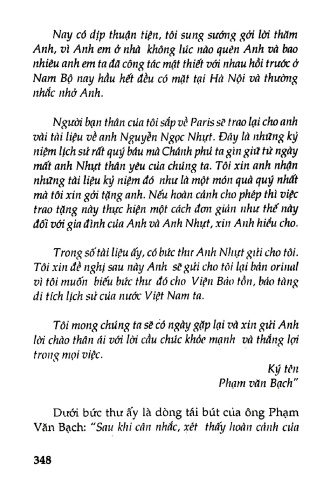 Nay có dịp thuận tiện, tôi sung sướng gởi lời thăm
Anh, vì Anh em ở nhà không lúc nào quên Anh và bao
nhiêu anh em ta đã công tác mật thiết với nhau hồi trước ở
Nam Bộ nay hầu hết đều có mặt tại Hà Nội và thường
nhắc nhở Anh.
Người bạn thân của tôi sắp về Paris sẽ trao lại cho anh
vài tài liệu về anh Nguyễn Ngọc Nhựt. Đây là những kỷ
niệm lịch sử rất quý báu mà Chánh phủ ta gìn giữ từ ngày
mất anh Nhựt thân yêu của chúng ta. Tôi xin anh nhận
những tài liệu kỷ niệm đó như là một món quà quý nhất
mà tôi xin gởi tặng anh. Nếu hoàn cảnh cho phép thì việc
trao tặng này thực hiện một cách đơn giản như thế này
đối với gia đình của Anh và Anh Nhựt, xin Anh hiểu cho.
Trong số tài liệu ấy, có bức thư Anh Nhựt gửi cho tôi.
Tôi xin đề nghị sau này Anh sẽ gửi cho tôi lại bản orinal
vì tôi muốn biếu bức thư đó cho Viện Bảo tồn, bảo tàng
di tích lịch sử của nước Việt Nam ta.
Tôi mong chúng ta sẽ có ngày gặp lại và xin gửi Anh
lời chào thân ái với lời cầu chúc khỏe mạnh và thắng lợi
trong mọi việc.
Ký tên
Phạm văn Bạch"
Dưới bức thư ấy là dòng tái bút của ông Phạm
Văn Bạch: "Sau khi cân nhắc, xét thấy hoàn cảnh của
348